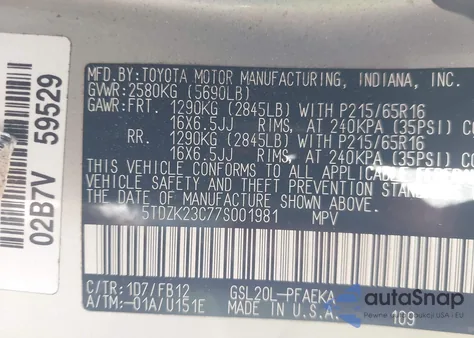 02B7V 59529
MFD.BY:TOYOTA MOTOR MANUFACTURING, INDIANA, INC.
GVWR:2580KG (5690LB)
GAWR:FRT. 1290KG (2845LB) WITH P215/65R16
16X6.5JJ RIMS, AT 240KPA (35PSI) COLD
RR. 1290KG (2845LB) WITH P215/65R16
16X6.5JJ RIMS, AT 240KPA (35PSI)
THIS VEHICLE CONFORMS TO ALL APPLICABLE
VEHICLE SAFETY AND THEFT PREVENTION
OF MANUFACTURE SHOWN ABOVE.
5TDZK23C77S001981 MPV
C/TR:1D7/FB12 GSL20L-PFAEKA
A/TM:-01A/U151E MADE IN U.S.A. 109
autoSnap
Powered by